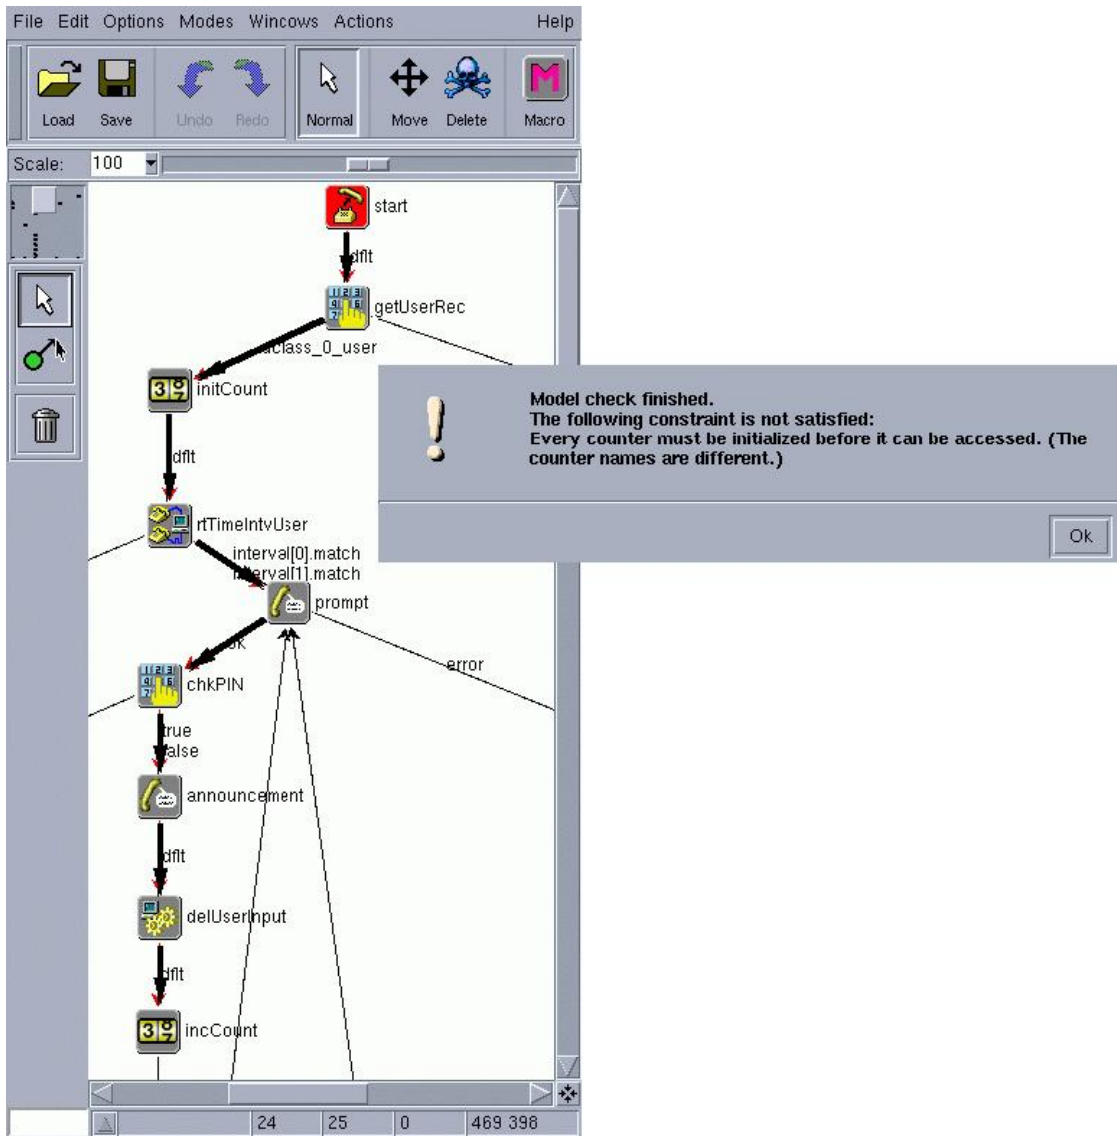 File Edit Options Modes Wincows Actions Help
Load Save Undo Redo Normal Move Delete Macro
Scale: 100
start
dflt
getUserRec
class_0_user
initCount
dflt
rtTimeIntvUser
interval[0].match
interval[1].match
prompt
ok
error
chkPIN
true
false
announcement
dflt
delUserInput
dflt
incCount
Model check finished.
The following constraint is not satisfied:
Every counter must be initialized before it can be accessed. (The
counter names are different.)
Ok
24 25 0 469 398